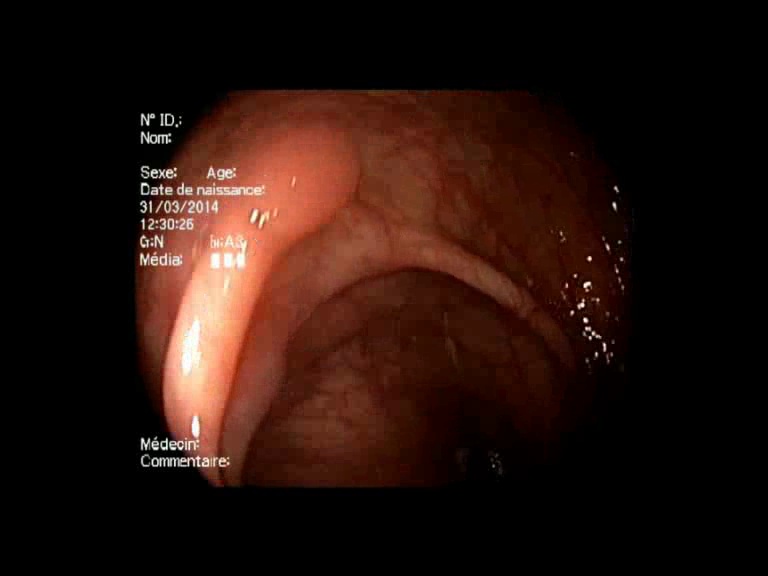 N° ID.:
Nom:
Sexe: Age:
Date de naissance:
31/03/2014
12:30:26
G:N
Média:
Médecin:
Commentaire: